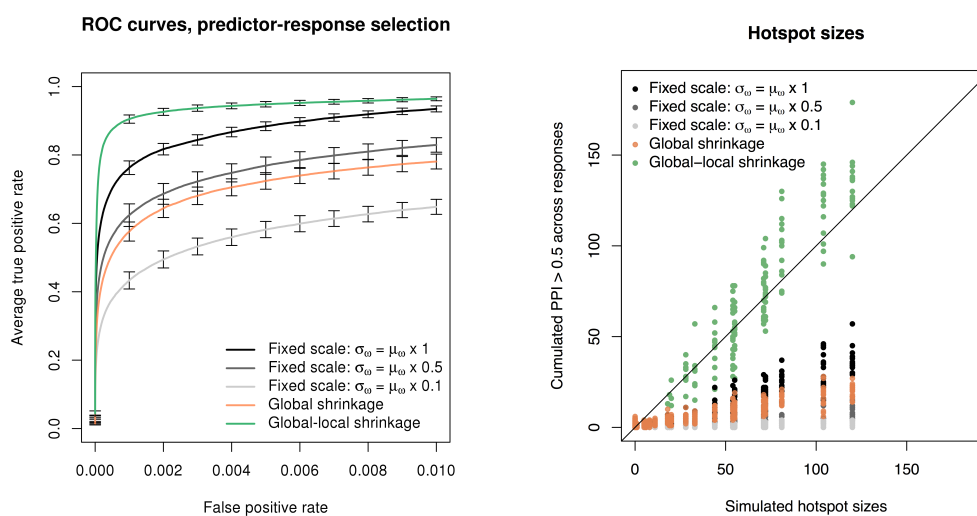 ROC curves, predictor-response selection
Average true positive rate
1.0
0.8
0.6
0.4
0.2
0.0
Fixed scale: σω = μω x 1
Fixed scale: σω = μω x 0.5
Fixed scale: σω = μω x 0.1
Global shrinkage
Global-local shrinkage
0.000 0.002 0.004 0.006 0.008 0.010
False positive rate
Hotspot sizes
Cumulated PPI > 0.5 across responses
Fixed scale: σω = μω x 1
Fixed scale: σω = μω x 0.5
Fixed scale: σω = μω x 0.1
Global shrinkage
Global−local shrinkage
150
100
50
0
0 50 100 150
Simulated hotspot sizes